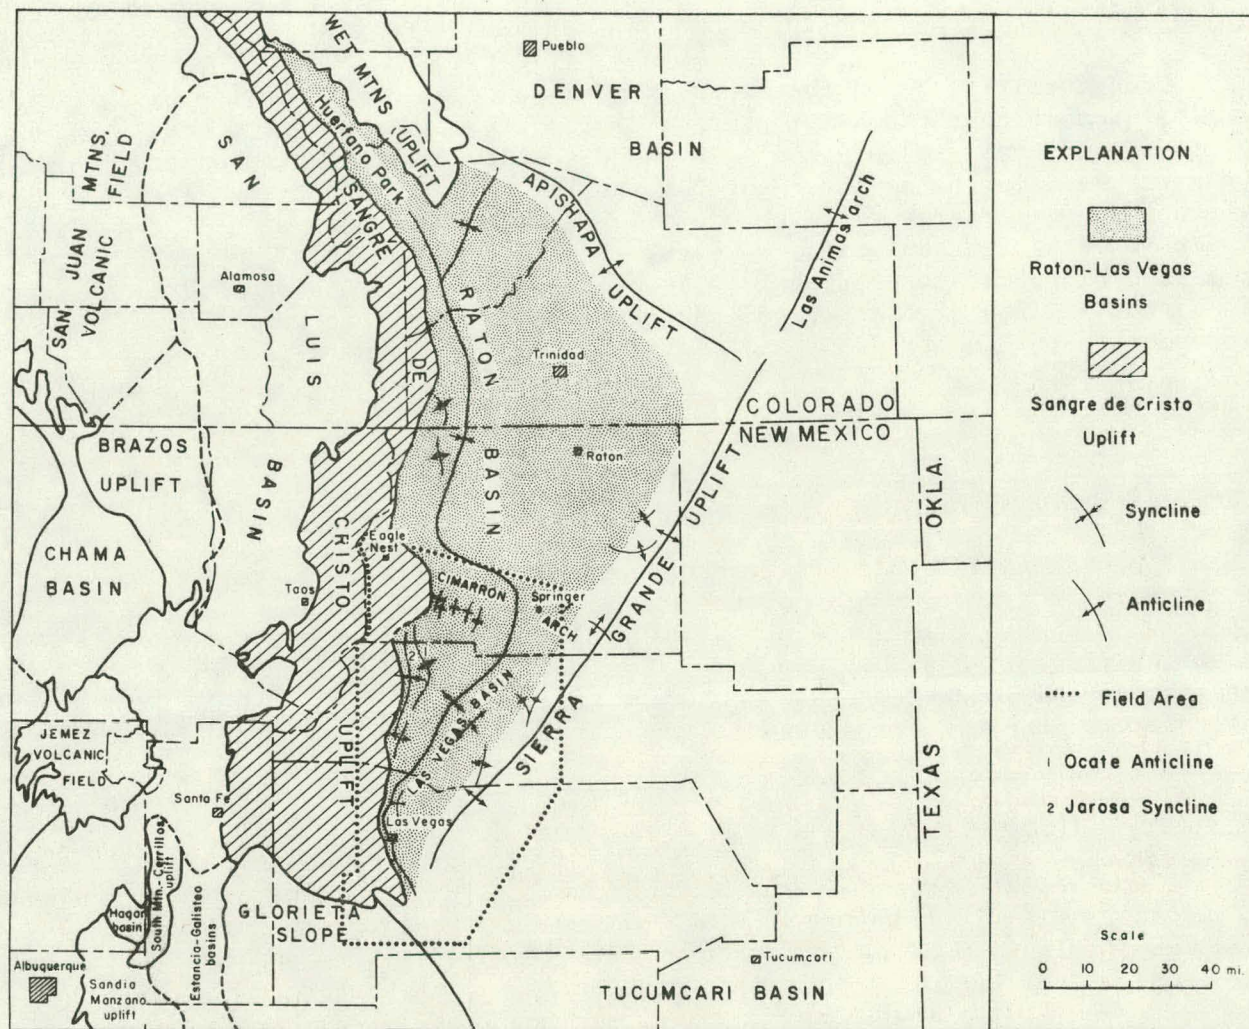 WET MTNS UPLIFT
Pueblo
DENVER
BASIN
Huerfano Park
SAN
LUIS
BASIN
SAN JUAN VOLCANIC
MTNS. FIELD
Alamosa
SANGRE
DE
CRISTO
UPLIFT
RATON
BASIN
APISHAPA
UPLIFT
Las Animas arch
Trinidad
COLORADO
NEW MEXICO
Raton
BRAZOS
UPLIFT
CHAMA
BASIN
Taos
Eagle
Nest
CIMARRON
ARCH
Springer
SIERRA
GRANDE
UPLIFT
OKLA.
TEXAS
2
1
LAS VEGAS BASIN
Las Vegas
JEMEZ
VOLCANIC
FIELD
Santa Fe
South Mtn.-Cerrillos
uplift
Hagan
basin
Estancia-Galisteo
basins
GLORIETA
SLOPE
Albuquerque
Sandia
Manzano
uplift
Tucumcari
TUCUMCARI BASIN
EXPLANATION
Raton-Las Vegas
Basins
Sangre de Cristo
Uplift
Syncline
Anticline
Field Area
1 Ocate Anticline
2 Jarosa Syncline
Scale
0 10 20 30 40 mi.